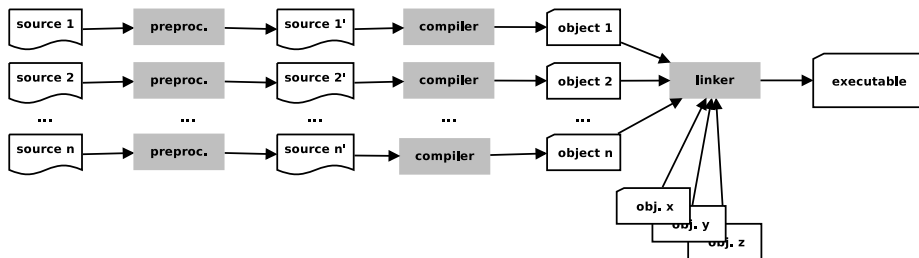 source 1 preproc. source 1' compiler object 1
source 2 preproc. source 2' compiler object 2 linker executable
... ... ... ... ...
source n preproc. source n' compiler object n
obj. x
obj. y
obj. z